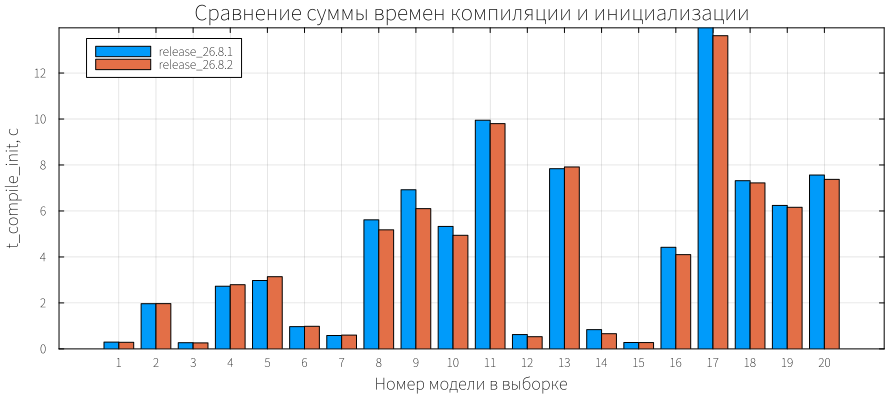 Сравнение суммы времен компиляции и инициализации
release_26.8.1
release_26.8.2
t_compile_init, с
12
10
8
6
4
2
0
1 2 3 4 5 6 7 8 9 10 11 12 13 14 15 16 17 18 19 20
Номер модели в выборке